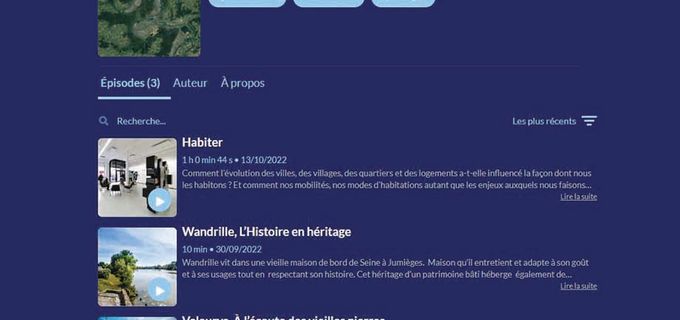 Épisodes (3) Auteur À propos
Recherche... Les plus récents
Habiter
1 h 0 min 44 s • 13/10/2022
Comment l'évolution des villes, des villages, des quartiers et des logements a-t-elle influencé la façon dont nous
les habitons ? Et comment nos mobilités, nos modes d'habitations autant que les enjeux auxquels nous faisons...
Lire la suite
Wandrille, L'Histoire en héritage
10 min • 30/09/2022
Wandrille vit dans une vieille maison de bord de Seine à Jumièges. Maison qu'il entretient et adapte à son goût
et à ses usages tout en respectant son histoire. Cet héritage d'un patrimoine bâti héberge également de...
Lire la suite
À l'écoute des vieilles pierres